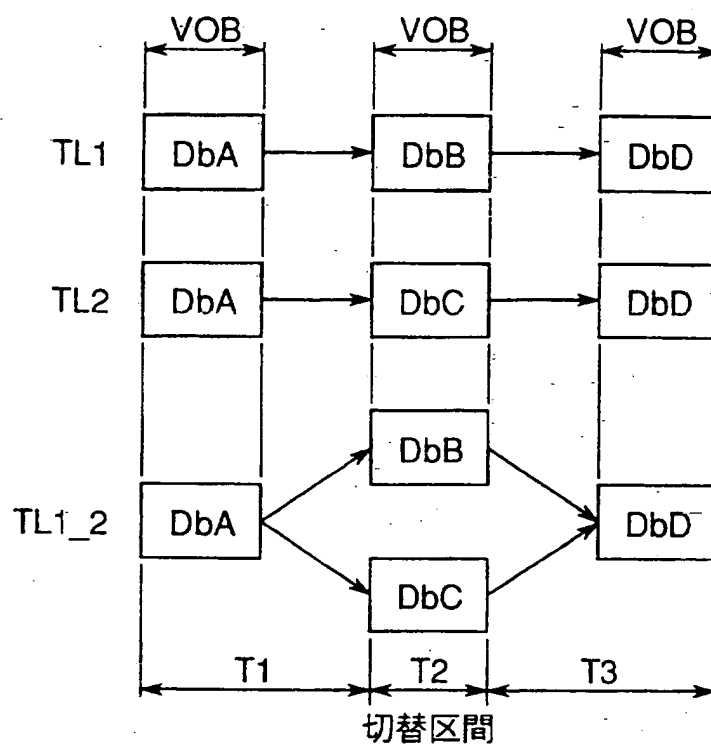 VOB VOB VOB
TL1 DbA DbB DbD
TL2 DbA DbC DbD
DbB
TL1_2 DbA DbD
DbC
T1 T2 T3
切替区間